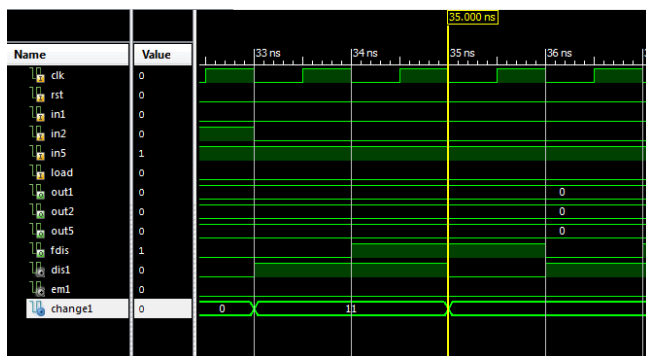 35.000 ns
Name Value 33 ns 34 ns 35 ns 36 ns
clk 0
rst 0
in1 0
in2 0
in5 1
load 0
out1 0 0
out2 0 0
out5 0 0
fdis 1
dis1 0
em1 0
change1 0 0 11